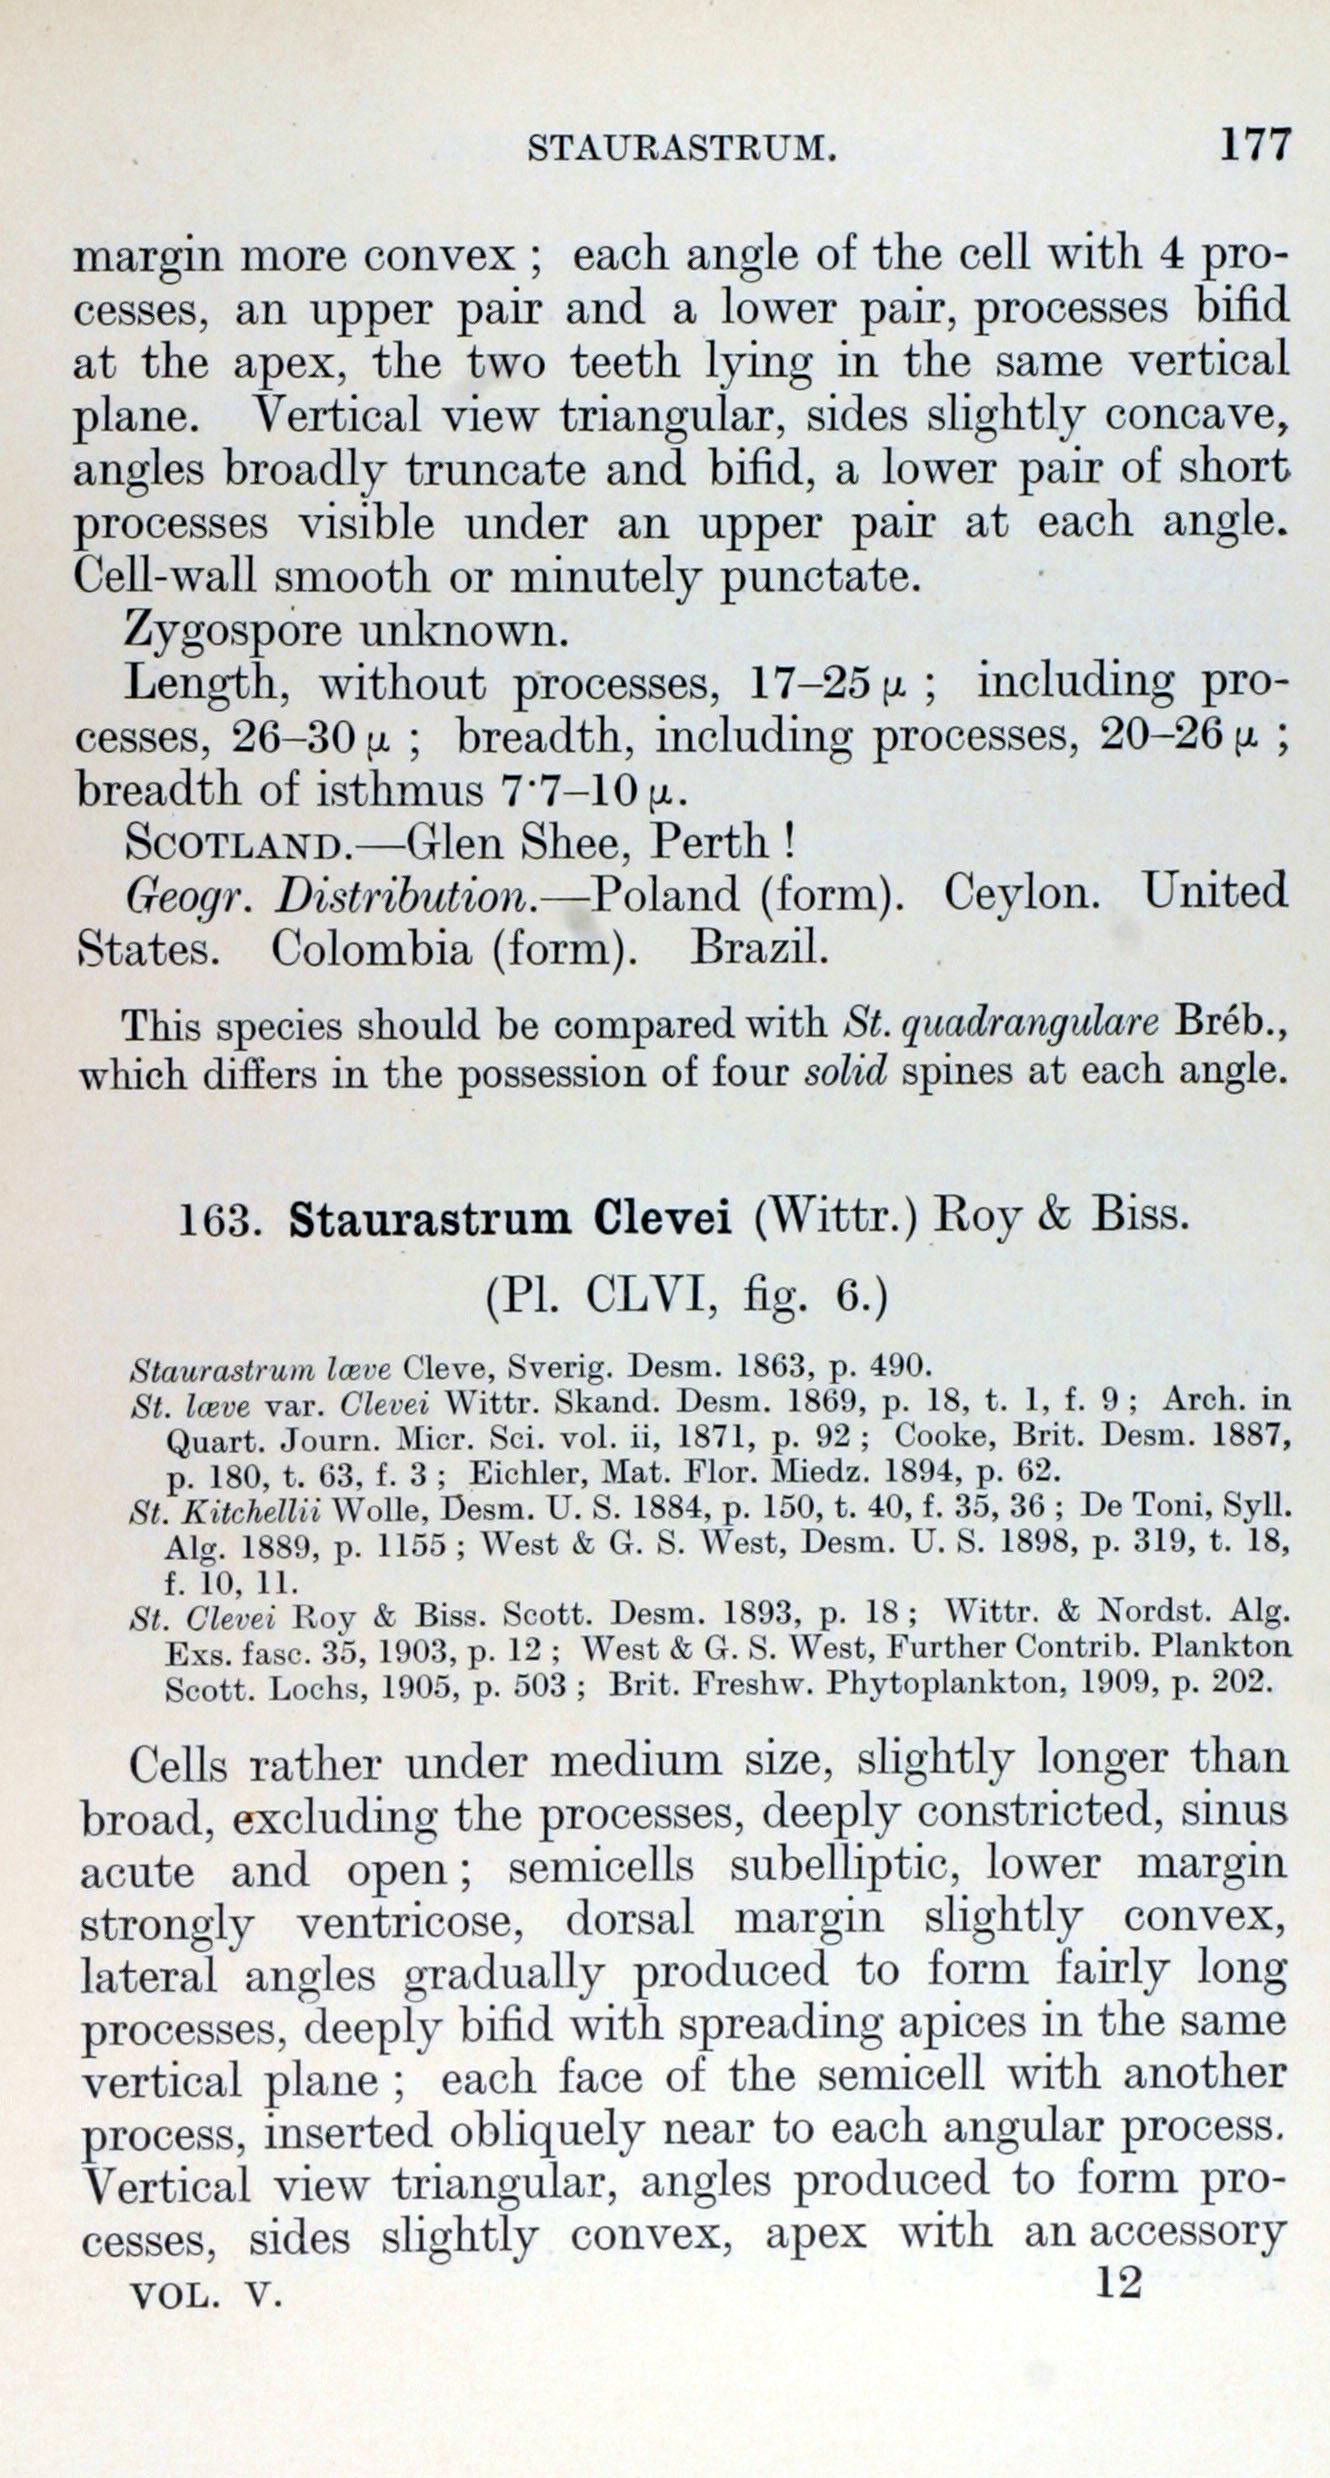 STAURASTRUM. 177
margin more convex ; each angle of the cell with 4 pro-
cesses, an upper pair and a lower pair, processes bifid
at the apex, the two teeth lying in the same vertical
plane. Vertical view triangular, sides slightly concave,
angles broadly truncate and bifid, a lower pair of short
processes visible under an upper pair at each angle.
Cell-wall smooth or minutely punctate.
Zygospore unknown.
Length, without processes, 17–25 μ ; including pro-
cesses, 26–30 μ ; breadth, including processes, 20–26 μ ;
breadth of isthmus 7·7–10 μ.
SCOTLAND.—Glen Shee, Perth !
Geogr. Distribution.—Poland (form). Ceylon. United
States. Colombia (form). Brazil.
This species should be compared with St. quadrangulare Bréb.,
which differs in the possession of four solid spines at each angle.
163. Staurastrum Clevei (Wittr.) Roy & Biss.
(Pl. CLVI, fig. 6.)
Staurastrum læve Cleve, Sverig. Desm. 1863, p. 490.
St. læve var. Clevei Wittr. Skand. Desm. 1869, p. 18, t. 1, f. 9 ; Arch. in
Quart. Journ. Micr. Sci. vol. ii, 1871, p. 92 ; Cooke, Brit. Desm. 1887,
p. 180, t. 63, f. 3 ; Eichler, Mat. Flor. Miedz. 1894, p. 62.
St. Kitchellii Wolle, Desm. U. S. 1884, p. 150, t. 40, f. 35, 36 ; De Toni, Syll.
Alg. 1889, p. 1155 ; West & G. S. West, Desm. U. S. 1898, p. 319, t. 18,
f. 10, 11.
St. Clevei Roy & Biss. Scott. Desm. 1893, p. 18 ; Wittr. & Nordst. Alg.
Exs. fasc. 35, 1903, p. 12 ; West & G. S. West, Further Contrib. Plankton
Scott. Lochs, 1905, p. 503 ; Brit. Freshw. Phytoplankton, 1909, p. 202.
Cells rather under medium size, slightly longer than
broad, excluding the processes, deeply constricted, sinus
acute and open ; semicells subelliptic, lower margin
strongly ventricose, dorsal margin slightly convex,
lateral angles gradually produced to form fairly long
processes, deeply bifid with spreading apices in the same
vertical plane ; each face of the semicell with another
process, inserted obliquely near to each angular process.
Vertical view triangular, angles produced to form pro-
cesses, sides slightly convex, apex with an accessory
VOL. V. 12